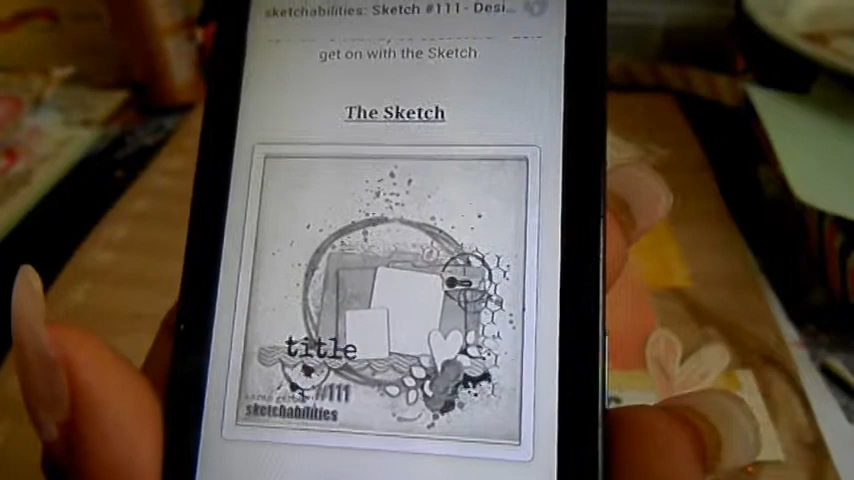 sketchabilities: Sketch #111- Desi...
get on with the Sketch
The Sketch
title
#111
sketchabilities